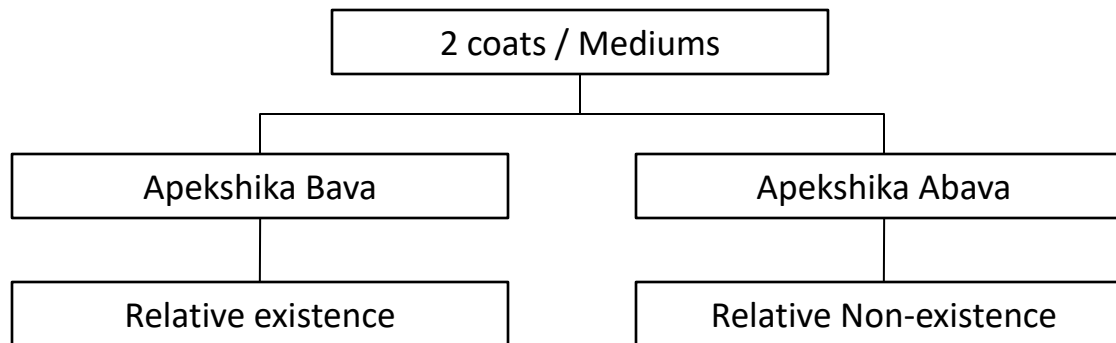 2 coats / Mediums
Apekshika Bava
Apekshika Abava
Relative existence
Relative Non-existence